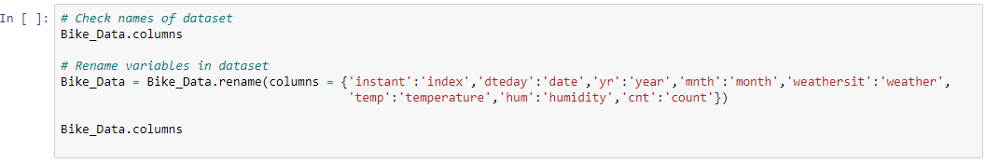 In [ ]: # Check names of dataset
Bike_Data.columns
# Rename variables in dataset
Bike_Data = Bike_Data.rename(columns = {'instant':'index','dteday':'date','yr':'year','mnth':'month','weathersit':'weather',
'temp':'temperature','hum':'humidity','cnt':'count'})
Bike_Data.columns